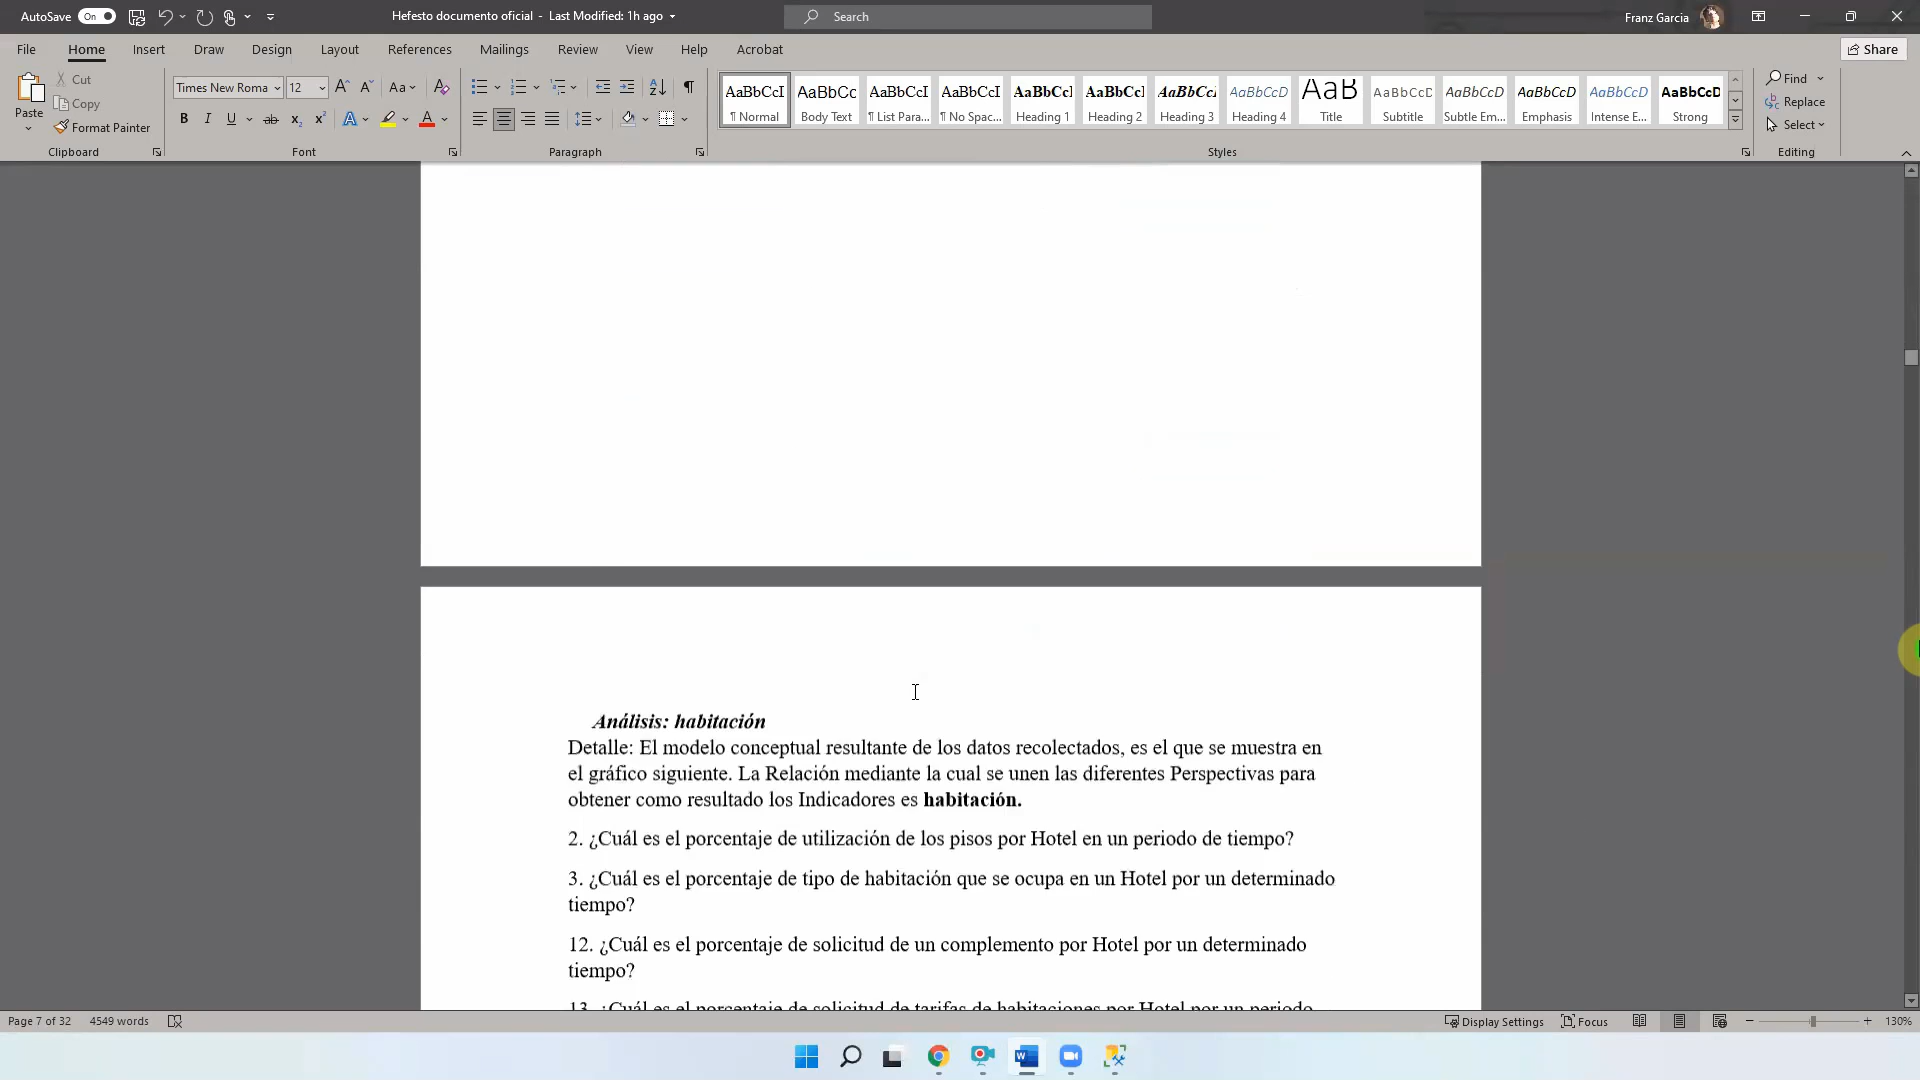 AutoSave On Hefesto documento oficial - Last Modified: 1h ago Search Franz Garcia
File Home Insert Draw Design Layout References Mailings Review View Help Acrobat Share
Paste Cut Copy Format Painter
Clipboard
Times New Roma 12
Aa
B I U ab x₂ x² A A
Font
Paragraph
AaBbCcI AaBbCc AaBbCcI AaBbCcI AaBbCcI AaBbCcI AaBbCcI AaBbCcD AaB AaBbCcD AaBbCcD AaBbCcD AaBbCcD AaBbCcD
¶ Normal Body Text ¶ List Para... ¶ No Spac... Heading 1 Heading 2 Heading 3 Heading 4 Title Subtitle Subtle Em... Emphasis Intense E... Strong
Styles
Find
Replace
Select
Editing
Análisis: habitación
Detalle: El modelo conceptual resultante de los datos recolectados, es el que se muestra en
el gráfico siguiente. La Relación mediante la cual se unen las diferentes Perspectivas para
obtener como resultado los Indicadores es habitación.
2. ¿Cuál es el porcentaje de utilización de los pisos por Hotel en un periodo de tiempo?
3. ¿Cuál es el porcentaje de tipo de habitación que se ocupa en un Hotel por un determinado
tiempo?
12. ¿Cuál es el porcentaje de solicitud de un complemento por Hotel por un determinado
tiempo?
13. ¿Cuál es el porcentaje de solicitud de tarifas de habitaciones por Hotel por un periodo
Page 7 of 32 4549 words Display Settings Focus 130%